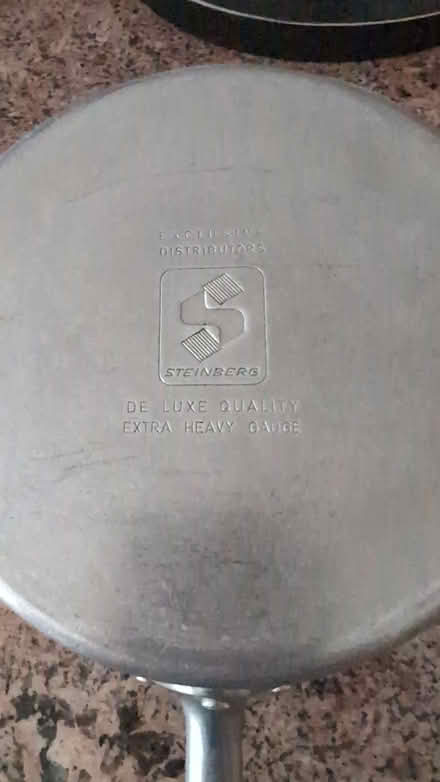 EXCLUSIVE
DISTRIBUTORS
STEINBERG
DE LUXE QUALITY
EXTRA HEAVY GAUGE